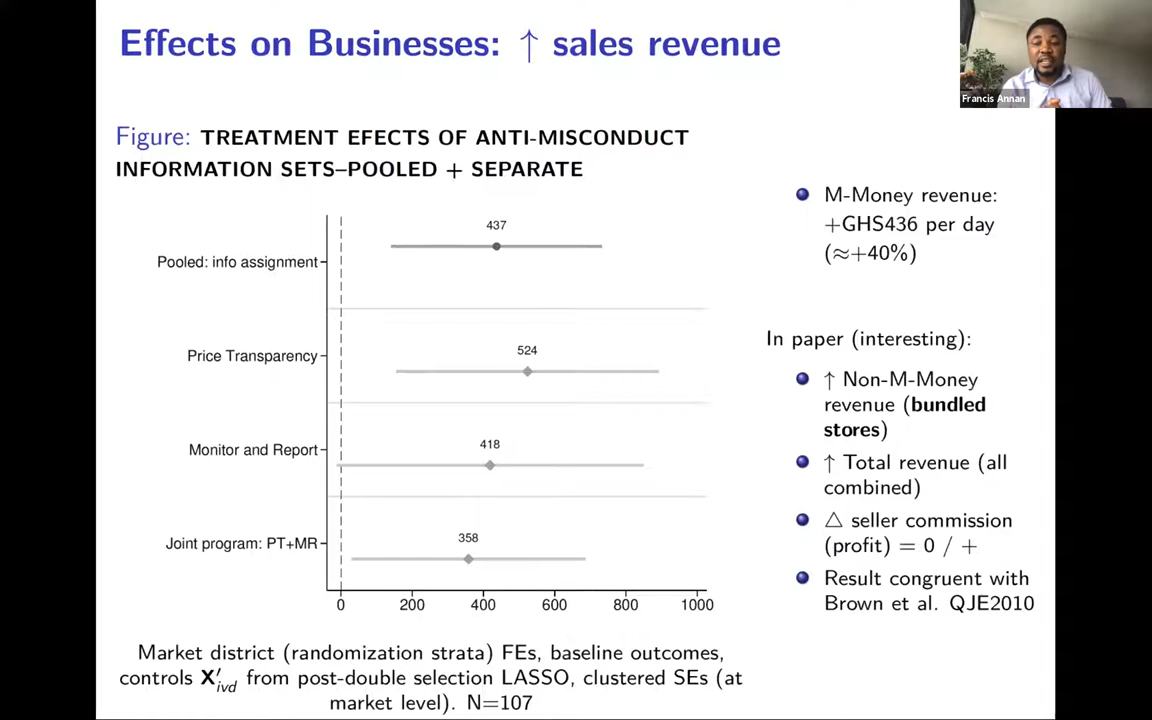 Effects on Businesses: ↑ sales revenue
Francis Annan
Figure: TREATMENT EFECTS OF ANTI-MISCONDUCT
INFORMATION SETS–POOLED + SEPARATE
Pooled: info assignment
Price Transparency
Monitor and Report
Joint program: PT+MR
437
524
418
358
0 200 400 600 800 1000
Market district (randomization strata) FEs, baseline outcomes,
controls X′ivd from post-double selection LASSO, clustered SEs (at
market level). N=107
M-Money revenue:
+GHS436 per day
(≈+40%)
In paper (interesting):
↑ Non-M-Money
revenue (bundled
stores)
↑ Total revenue (all
combined)
△ seller commission
(profit) = 0 / +
Result congruent with
Brown et al. QJE2010